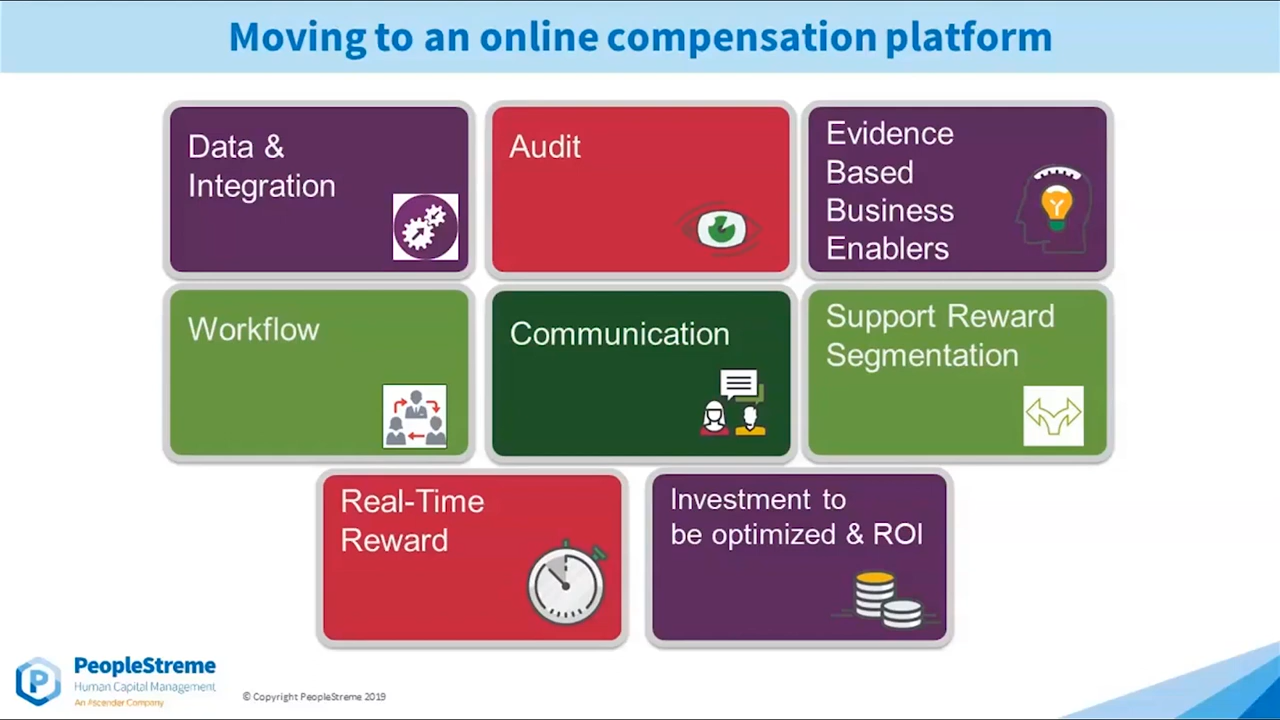 Moving to an online compensation platform
Data &
Integration
Audit
Evidence
Based
Business
Enablers
Workflow
Communication
Support Reward
Segmentation
Real-Time
Reward
Investment to
be optimized & ROI
P
PeopleStreme
Human Capital Management
An Ascender Company
© Copyright PeopleStreme 2019